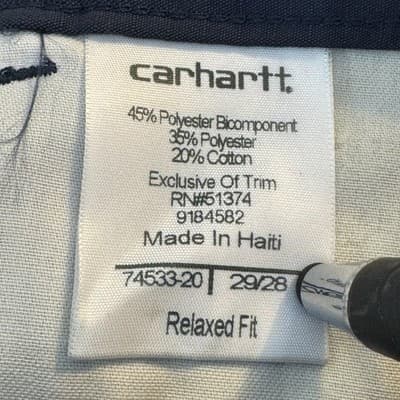 carhartt.
45% Polyester Bicomponent
35% Polyester
20% Cotton
Exclusive Of Trim
RN#51374
9184582
Made In Haiti
74533-20 29/28
Relaxed Fit